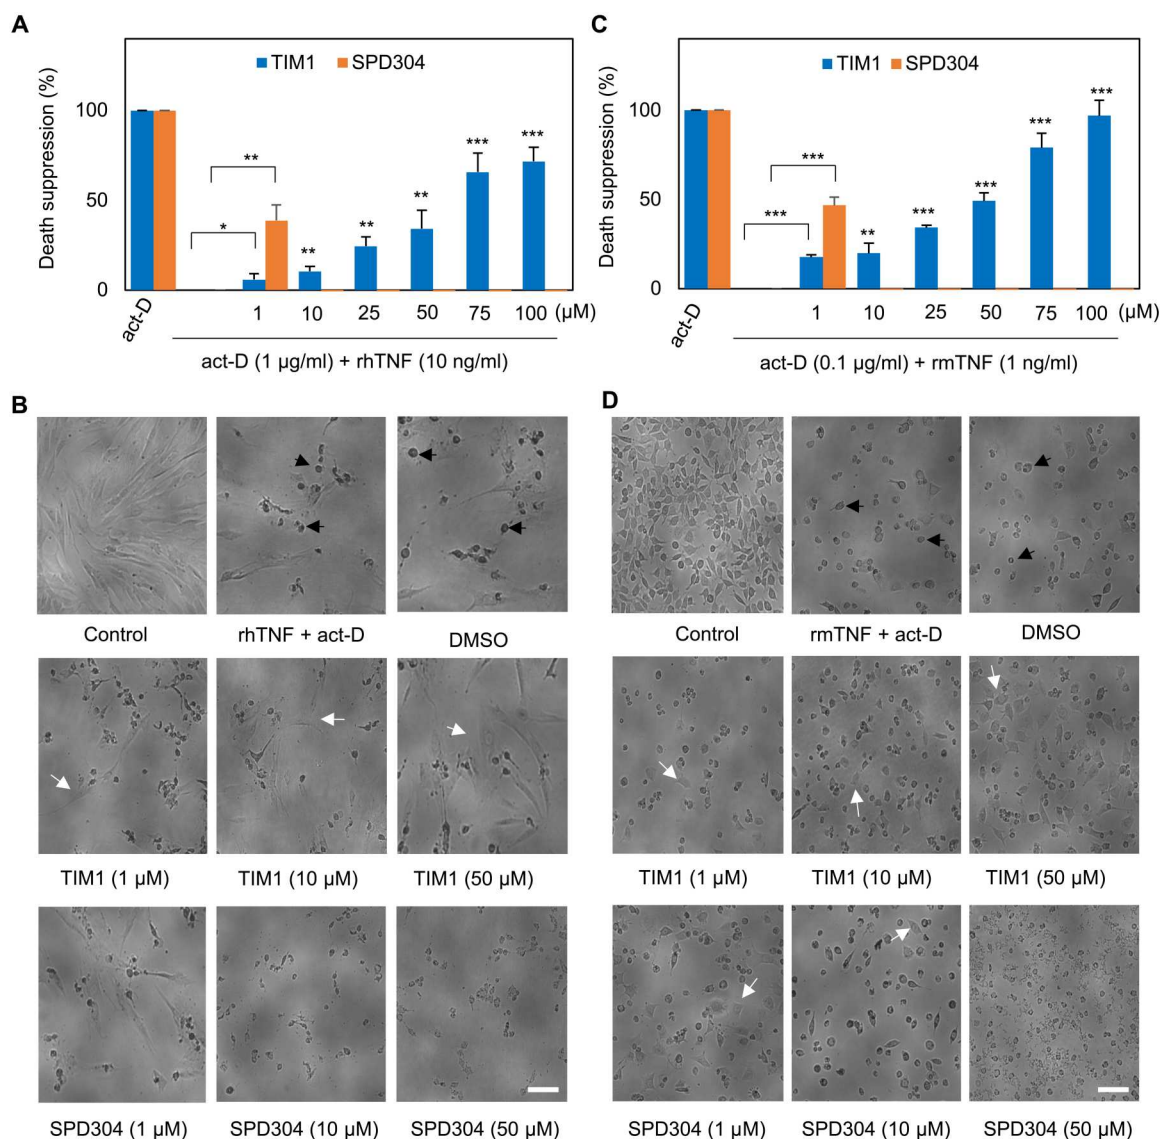 A
C
TIM1 SPD304
TIM1 SPD304
Death suppression (%)
100
50
0
** * ** ** ** *** ***
act-D
1 10 25 50 75 100 (µM)
act-D (1 µg/ml) + rhTNF (10 ng/ml)
Death suppression (%)
100
50
0
*** *** ** *** *** *** ***
act-D
1 10 25 50 75 100 (µM)
act-D (0.1 µg/ml) + rmTNF (1 ng/ml)
B
Control rhTNF + act-D DMSO
TIM1 (1 µM) TIM1 (10 µM) TIM1 (50 µM)
SPD304 (1 µM) SPD304 (10 µM) SPD304 (50 µM)
D
Control rmTNF + act-D DMSO
TIM1 (1 µM) TIM1 (10 µM) TIM1 (50 µM)
SPD304 (1 µM) SPD304 (10 µM) SPD304 (50 µM)